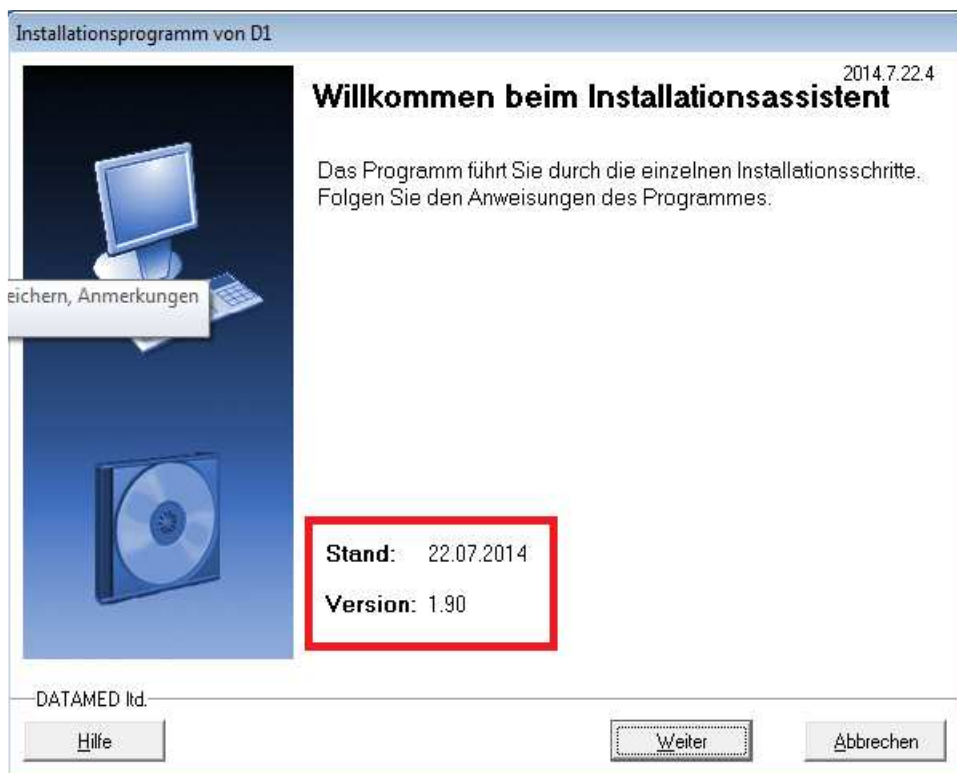 Installationsprogramm von D1
2014.7.22.4
Willkommen beim Installationsassistent
Das Programm führt Sie durch die einzelnen Installationsschritte.
Folgen Sie den Anweisungen des Programmes.
eichern, Anmerkungen
Stand: 22.07.2014
Version: 1.90
DATAMED ltd.
Hilfe Weiter Abbrechen